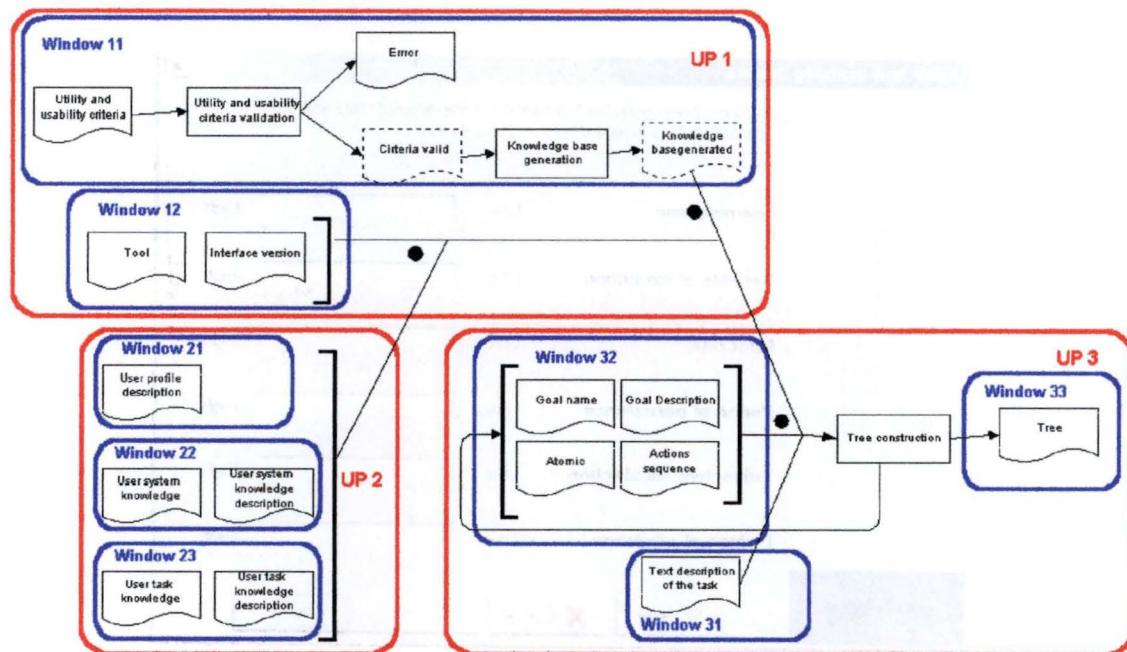 Window 11
UP 1
Error
Utility and
usability criteria
Utility and usability
cirteria validation
Cirteria valid
Knowledge base
generation
Knowledge
basegenerated
Window 12
Tool
Interface version
Window 21
User profile
description
Window 22
User system
knowledge
User system
knowledge
description
UP 2
Window 23
User task
knowledge
User task
knowledge
description
Window 32
UP 3
Goal name
Goal Description
Atomic
Actions
sequence
Tree construction
Window 33
Tree
Text description
of the task
Window 31